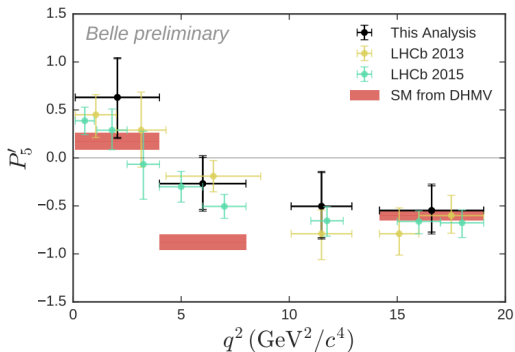 1.5
1.0
0.5
0.0
−0.5
−1.0
−1.5
0
5
10
15
20
P′5
q² (GeV²/c⁴)
Belle preliminary
This Analysis
LHCb 2013
LHCb 2015
SM from DHMV